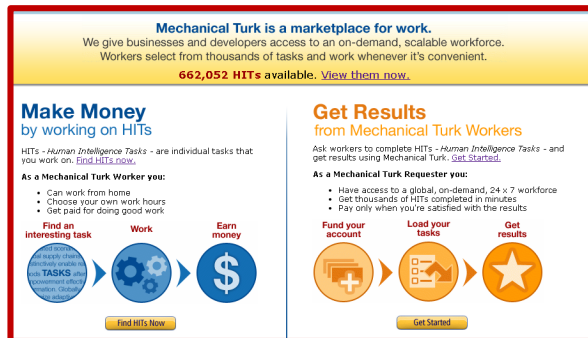 Mechanical Turk is a marketplace for work.
We give businesses and developers access to an on-demand, scalable workforce.
Workers select from thousands of tasks and work whenever it's convenient.
662,052 HITs available. View them now.
Make Money
by working on HITs
HITs - Human Intelligence Tasks - are individual tasks that
you work on. Find HITs now.
As a Mechanical Turk Worker you:
• Can work from home
• Choose your own work hours
• Get paid for doing good work
Find an
interesting task
Work
Earn
money
TASKS after
$
Find HITs Now
Get Results
from Mechanical Turk Workers
Ask workers to complete HITs - Human Intelligence Tasks - and
get results using Mechanical Turk. Get Started.
As a Mechanical Turk Requester you:
• Have access to a global, on-demand, 24 x 7 workforce
• Get thousands of HITs completed in minutes
• Pay only when you're satisfied with the results
Fund your
account
Load your
tasks
Get
results
Get Started